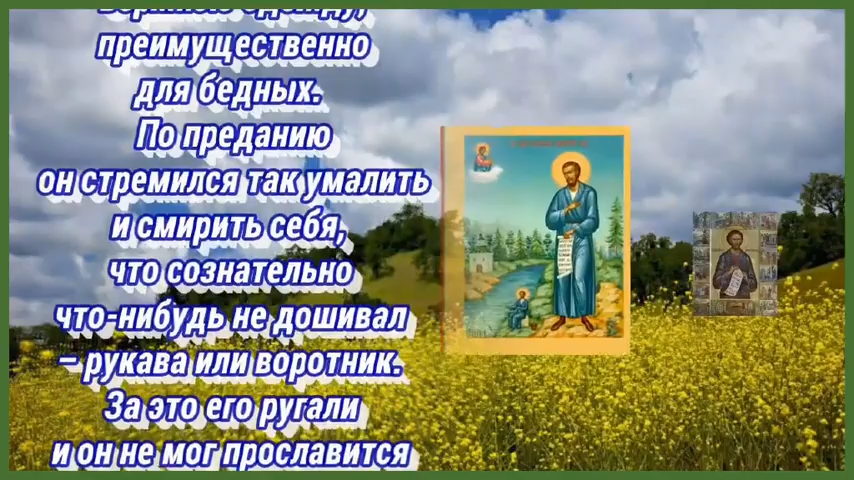 одежду,
преимущественно
для бедных.
По преданию
он стремился так умалить
и смирить себя,
что сознательно
что-нибудь не дошивал
– рукава или воротник.
За это его ругали
и он не мог прославится